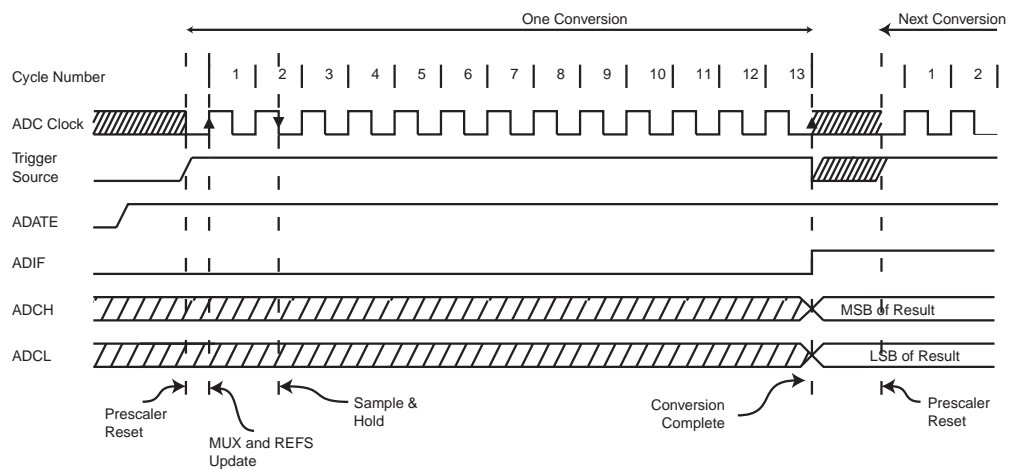 One Conversion
Next Conversion
Cycle Number
1 2 3 4 5 6 7 8 9 10 11 12 13 1 2
ADC Clock
Trigger
Source
ADATE
ADIF
ADCH
MSB of Result
ADCL
LSB of Result
Prescaler
Reset
MUX and REFS
Update
Sample &
Hold
Conversion
Complete
Prescaler
Reset